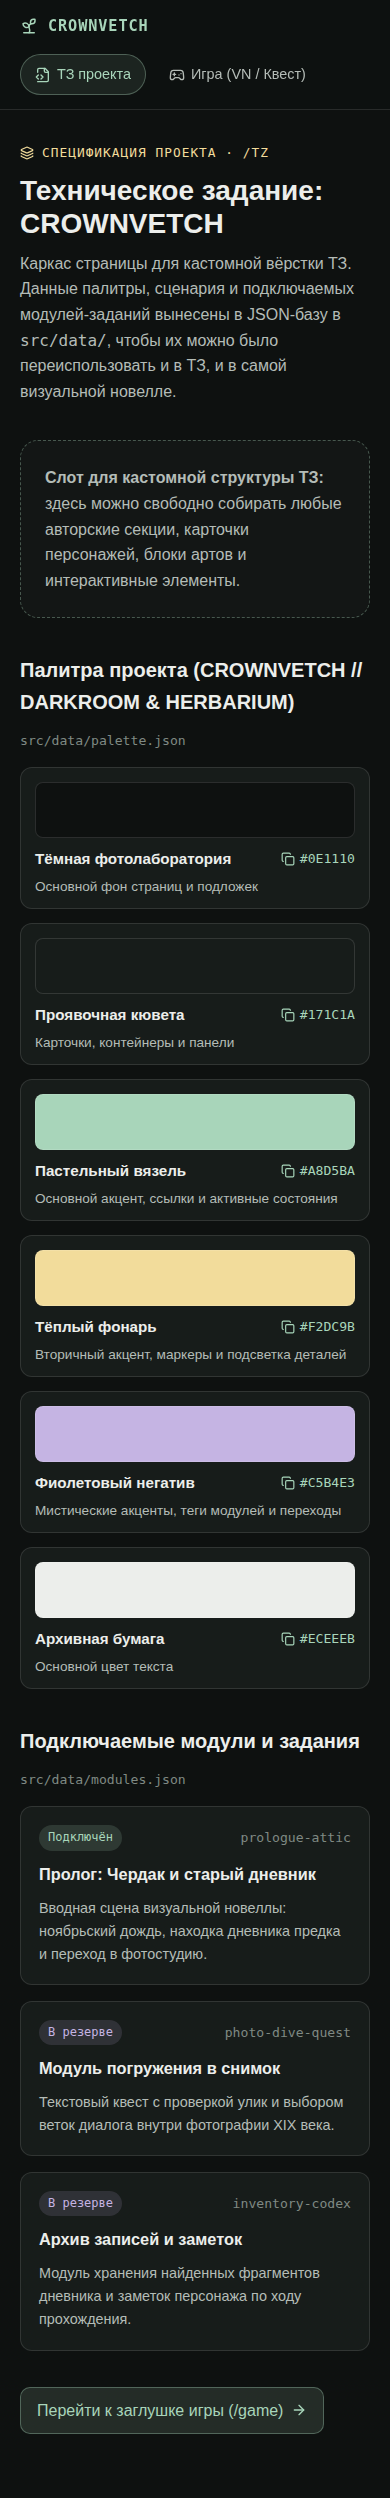 CROWNVETCH
ТЗ проекта
Игра (VN / Квест)
СПЕЦИФИКАЦИЯ ПРОЕКТА · /TZ
Техническое задание:
CROWNVETCH
Каркас страницы для кастомной вёрстки ТЗ.
Данные палитры, сценария и подключаемых
модулей-заданий вынесены в JSON-базу в
src/data/, чтобы их можно было
переиспользовать и в ТЗ, и в самой
визуальной новелле.
Слот для кастомной структуры ТЗ:
здесь можно свободно собирать любые
авторские секции, карточки
персонажей, блоки артов и
интерактивные элементы.
Палитра проекта (CROWNVETCH //
DARKROOM & HERBARIUM)
src/data/palette.json
Тёмная фотолаборатория #0E1110
Основной фон страниц и подложек
Проявочная кювета #171C1A
Карточки, контейнеры и панели
Пастельный вязель #A8D5BA
Основной акцент, ссылки и активные состояния
Тёплый фонарь #F2DC9B
Вторичный акцент, маркеры и подсветка деталей
Фиолетовый негатив #C5B4E3
Мистические акценты, теги модулей и переходы
Архивная бумага #ECEEEB
Основной цвет текста
Подключаемые модули и задания
src/data/modules.json
Подключён prologue-attic
Пролог: Чердак и старый дневник
Вводная сцена визуальной новеллы:
ноябрьский дождь, находка дневника предка
и переход в фотостудию.
В резерве photo-dive-quest
Модуль погружения в снимок
Текстовый квест с проверкой улик и выбором
веток диалога внутри фотографии XIX века.
В резерве inventory-codex
Архив записей и заметок
Модуль хранения найденных фрагментов
дневника и заметок персонажа по ходу
прохождения.
Перейти к заглушке игры (/game) →